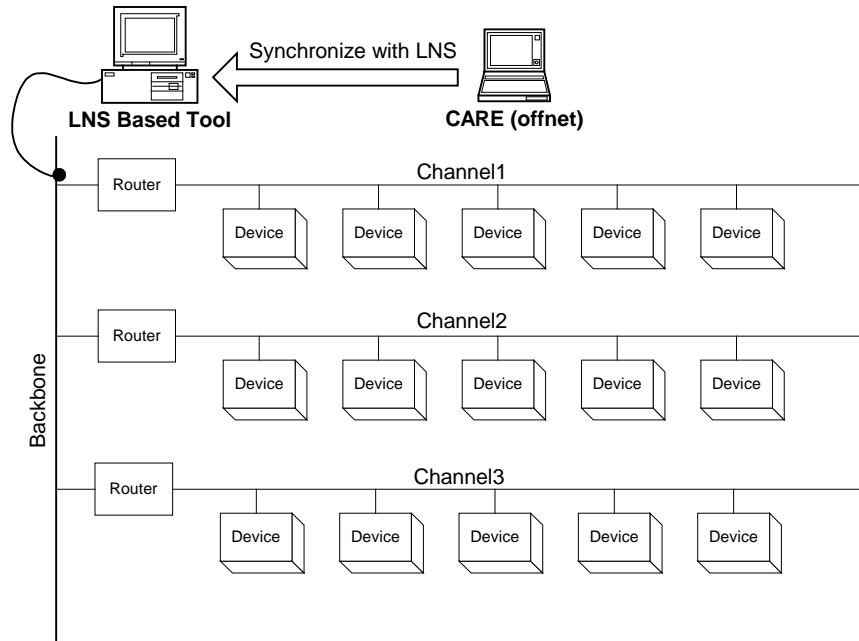 Synchronize with LNS
LNS Based Tool
CARE (offnet)
Channel1
Router
Device
Device
Device
Device
Device
Channel2
Router
Device
Device
Device
Device
Device
Backbone
Channel3
Router
Device
Device
Device
Device
Device